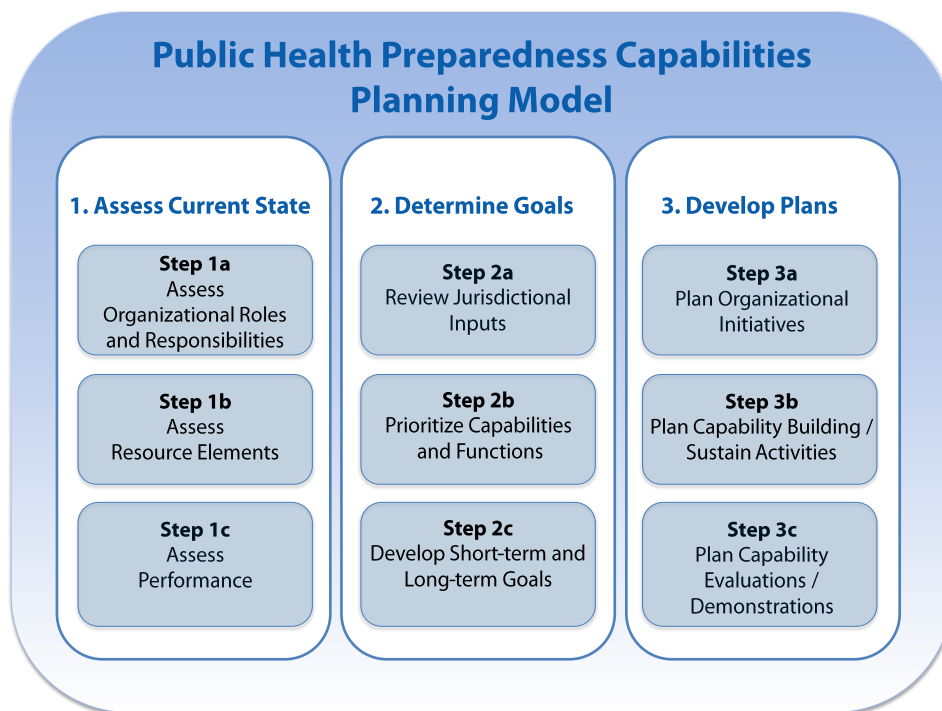 Public Health Preparedness Capabilities
Planning Model
1. Assess Current State
Step 1a
Assess
Organizational Roles
and Responsibilities
Step 1b
Assess
Resource Elements
Step 1c
Assess
Performance
2. Determine Goals
Step 2a
Review Jurisdictional
Inputs
Step 2b
Prioritize Capabilities
and Functions
Step 2c
Develop Short-term and
Long-term Goals
3. Develop Plans
Step 3a
Plan Organizational
Initiatives
Step 3b
Plan Capability Building /
Sustain Activities
Step 3c
Plan Capability
Evaluations /
Demonstrations